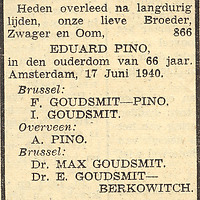 Heden overleed na langdurig
lijden, onze lieve Broeder,
Zwager en Oom, 866
EDUARD PINO,
in den ouderdom van 66 jaar.
Amsterdam, 17 Juni 1940.
Brussel:
F. GOUDSMIT—PINO.
I. GOUDSMIT.
Overveen:
A. PINO.
Brussel:
Dr. MAX GOUDSMIT.
Dr. E. GOUDSMIT—
BERKOWITCH.